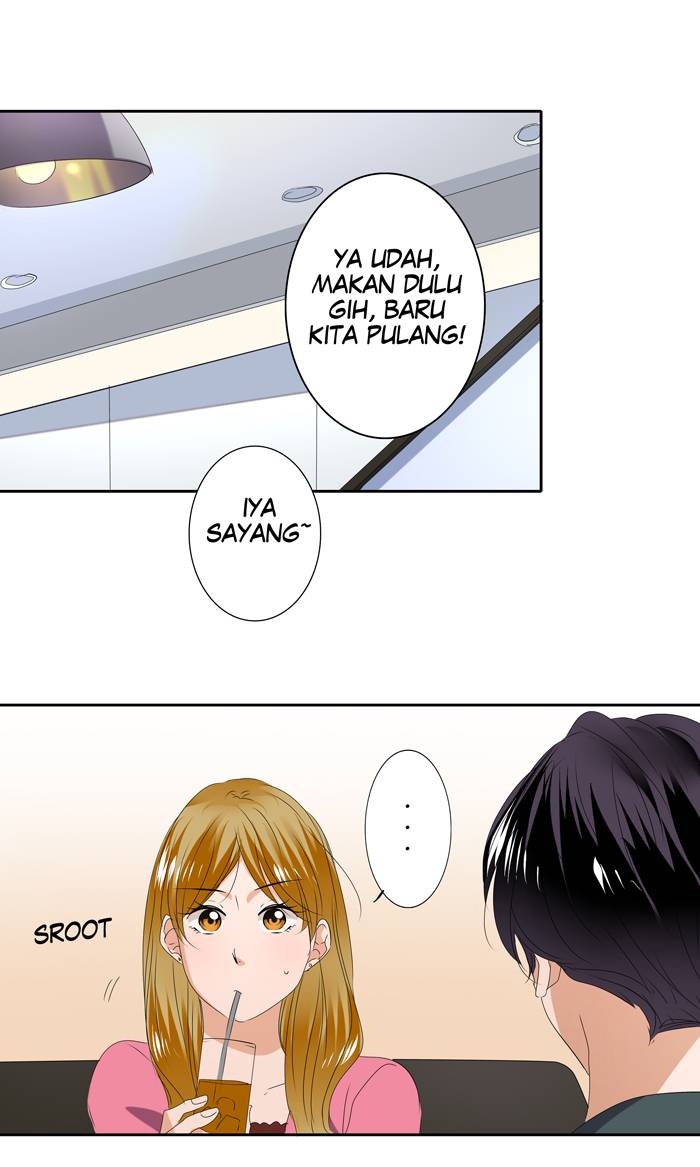 YA UDAH,
MAKAN DULU
GIH, BARU
KITA PULANG!
IYA
SAYANG~
...
SROOT